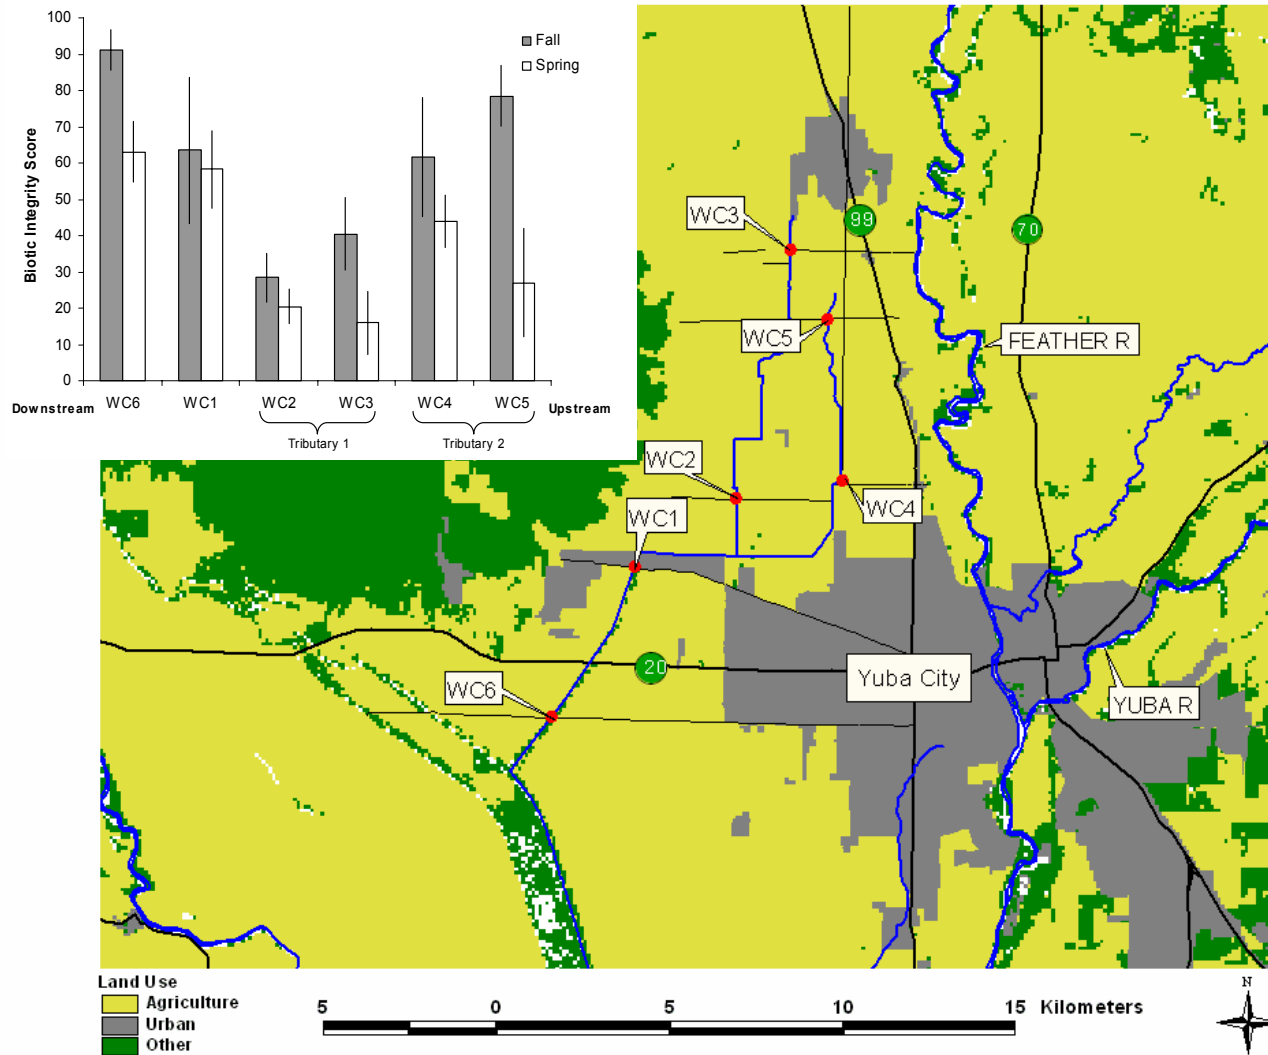 100
90
80
70
60
50
40
30
20
10
0
Biotic Integrity Score
Fall
Spring
Downstream WC6 WC1 WC2 WC3 WC4 WC5 Upstream
Tributary 1 Tributary 2
WC3
99
70
WC5
FEATHER R
WC2
WC4
WC1
20
Yuba City
WC6
YUBA R
Land Use
Agriculture
Urban
Other
5 0 5 10 15 Kilometers
N